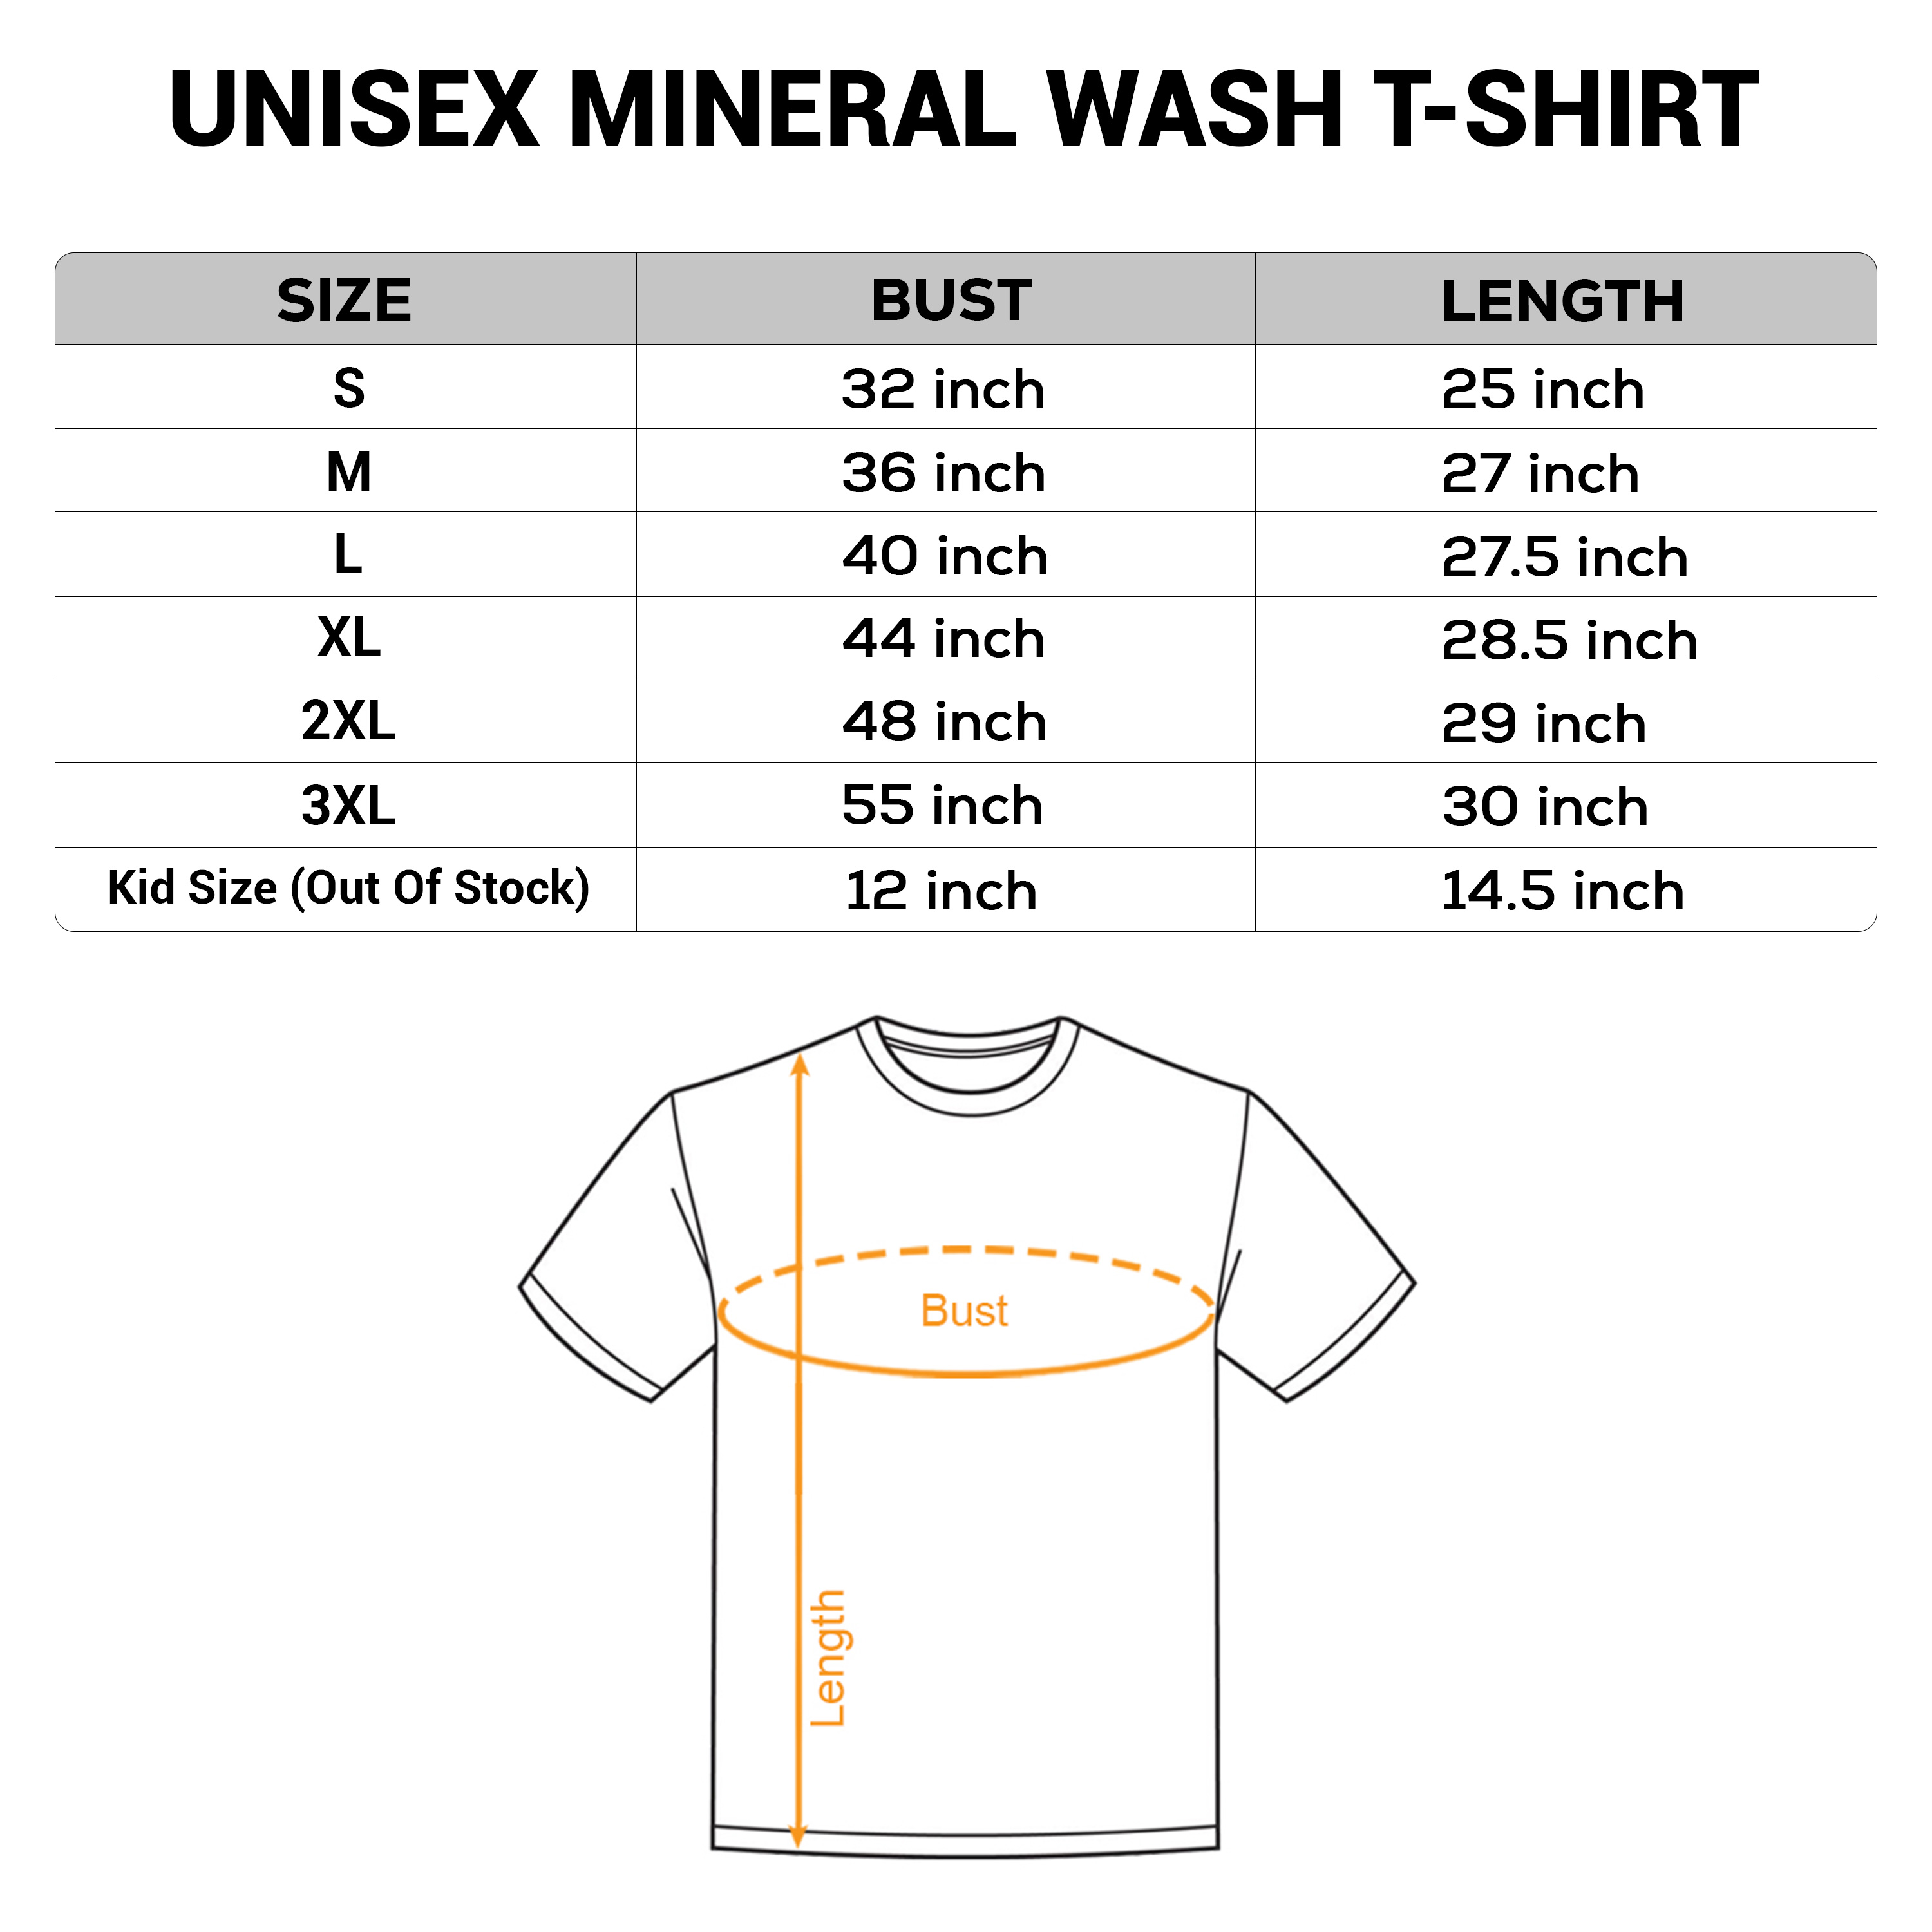 UNISEX MINERAL WASH T-SHIRT
SIZE BUST LENGTH
S 32 inch 25 inch
M 36 inch 27 inch
L 40 inch 27.5 inch
XL 44 inch 28.5 inch
2XL 48 inch 29 inch
3XL 55 inch 30 inch
Kid Size (Out Of Stock) 12 inch 14.5 inch
Bust
Length